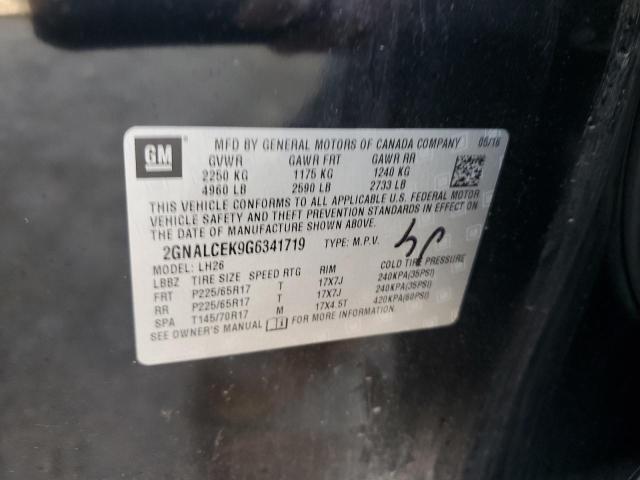 GM
MFD BY GENERAL MOTORS OF CANADA COMPANY 05/16
GVWR GAWR FRT GAWR RR
2250 KG 1175 KG 1240 KG
4960 LB 2590 LB 2733 LB
THIS VEHICLE CONFORMS TO ALL APPLICABLE U.S. FEDERAL MOTOR
VEHICLE SAFETY AND THEFT PREVENTION STANDARDS IN EFFECT ON
THE DATE OF MANUFACTURE SHOWN ABOVE.
2GNALCEK9G6341719 TYPE: M.P.V.
MODEL: LH26
LBBZ TIRE SIZE SPEED RTG RIM COLD TIRE PRESSURE
FRT P225/65R17 T 17X7J 240KPA(35PSI)
RR P225/65R17 T 17X7J 240KPA(35PSI)
SPA T145/70R17 M 17X4.5T 420KPA(60PSI)
SEE OWNER'S MANUAL FOR MORE INFORMATION